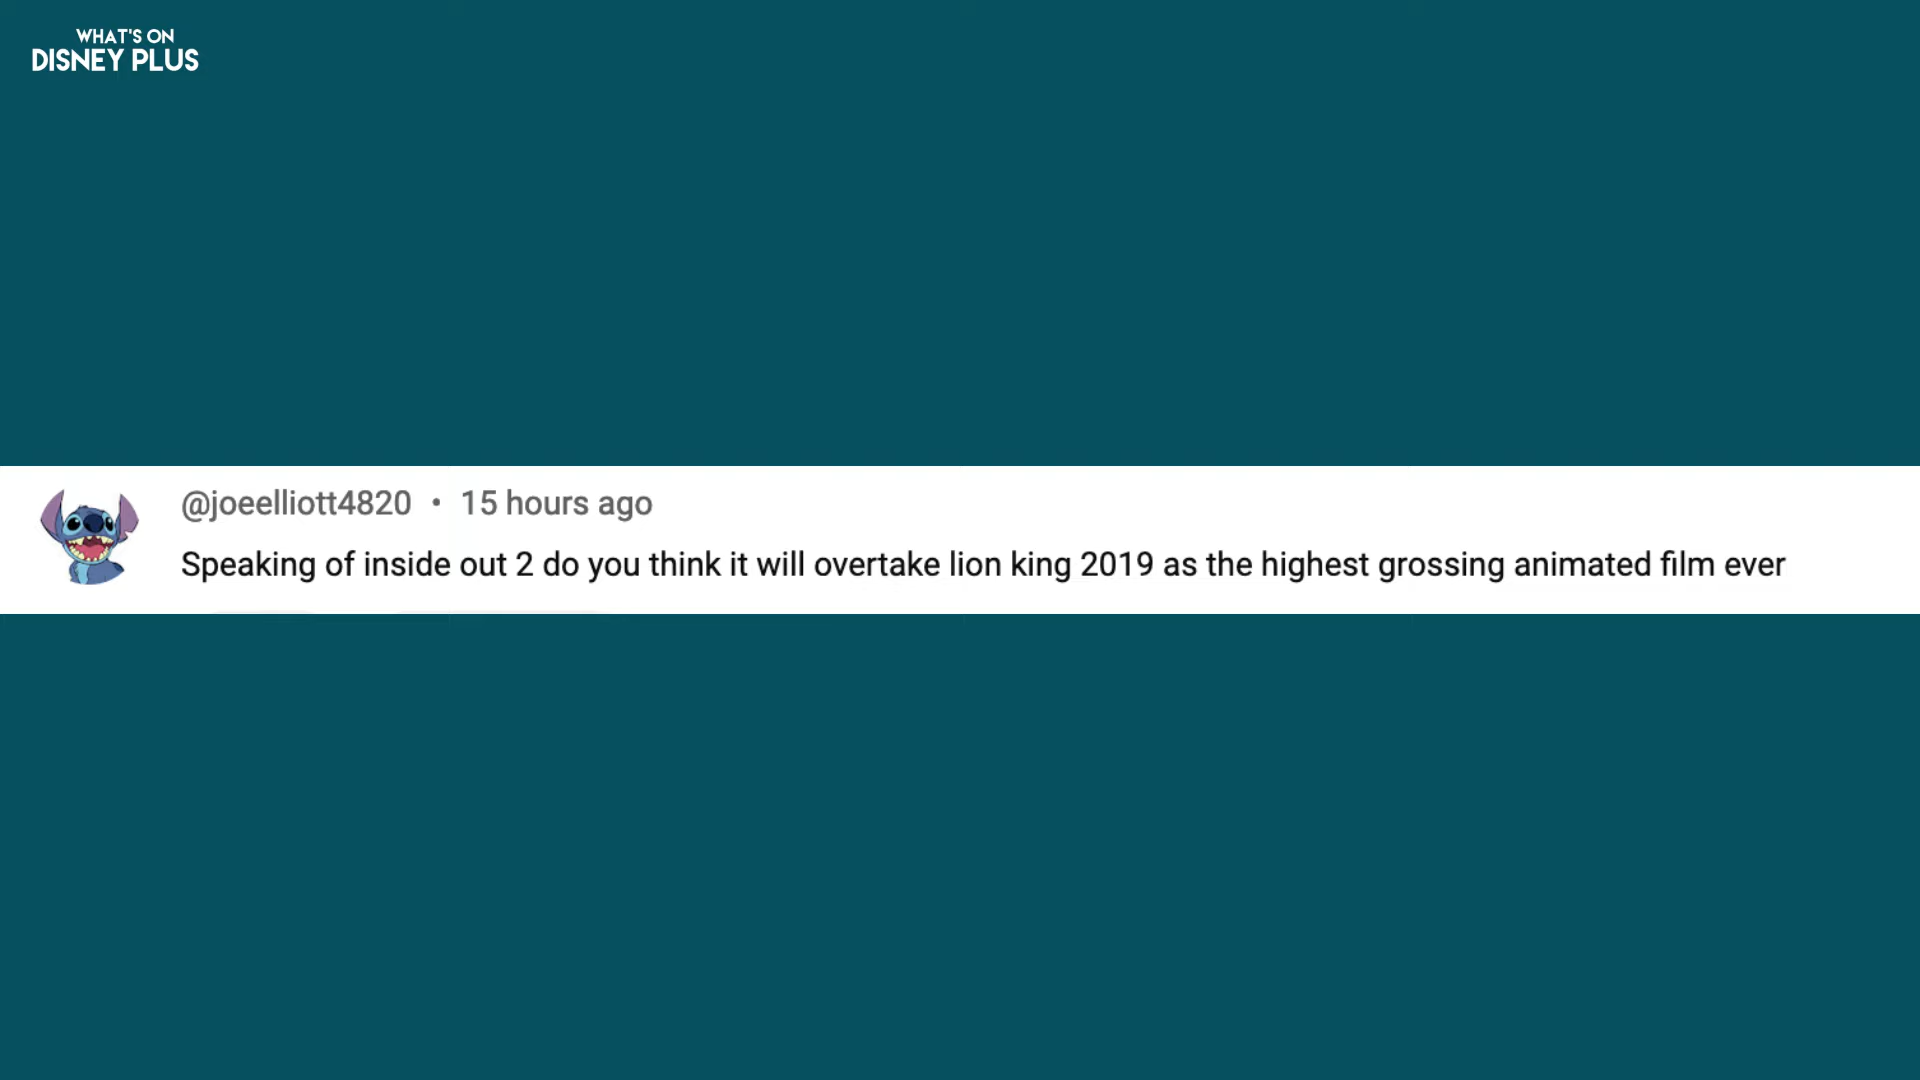 WHAT'S ON
DISNEY PLUS
@joeelliott4820 • 15 hours ago
Speaking of inside out 2 do you think it will overtake lion king 2019 as the highest grossing animated film ever